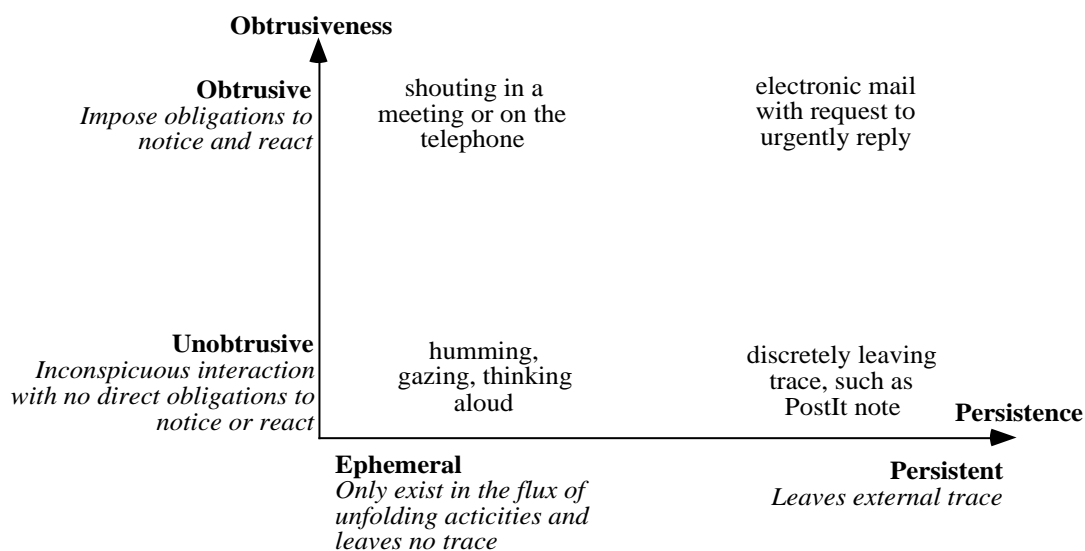 Obtrusiveness
Obtrusive
Impose obligations to
notice and react
shouting in a
meeting or on the
telephone
electronic mail
with request to
urgently reply
Unobtrusive
Inconspicuous interaction
with no direct obligations to
notice or react
humming,
gazing, thinking
aloud
discretely leaving
trace, such as
PostIt note
Persistence
Ephemeral
Only exist in the flux of
unfolding acticities and
leaves no trace
Persistent
Leaves external trace